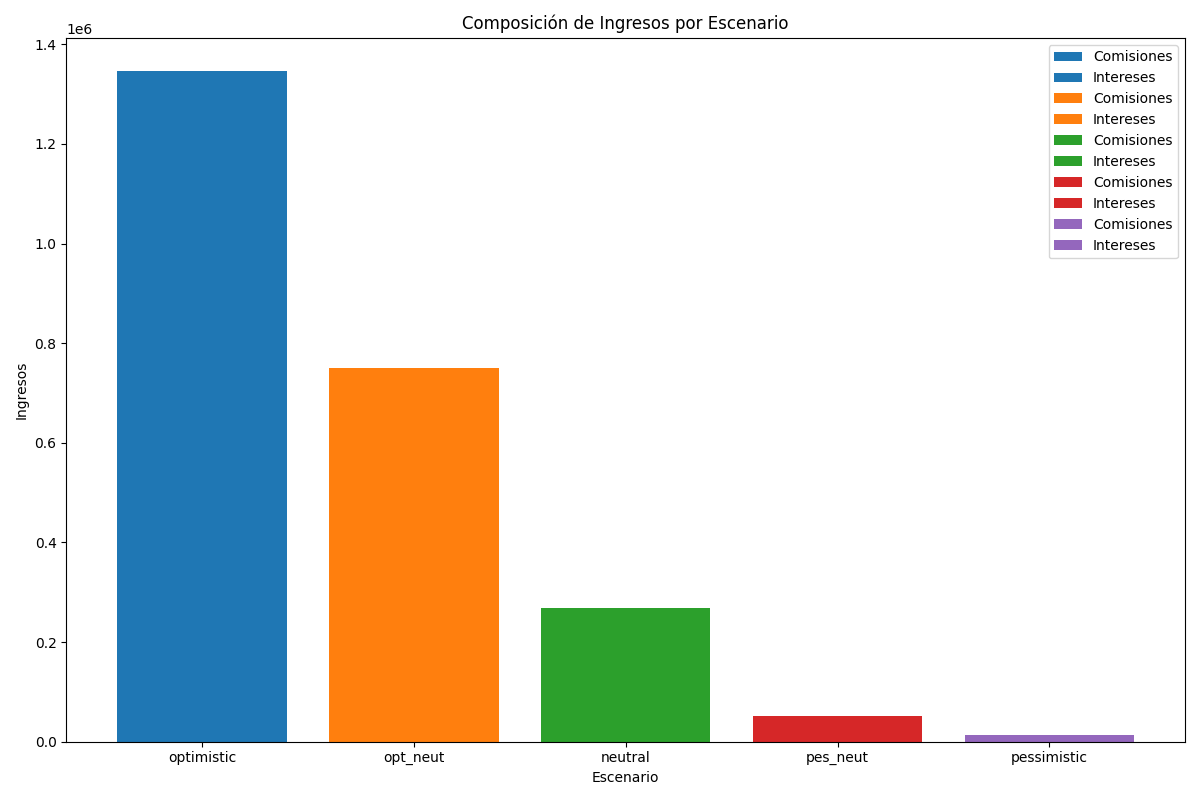 Composición de Ingresos por Escenario
1e6
1.4
1.2
1.0
0.8
0.6
0.4
0.2
0.0
Ingresos
optimistic
opt_neut
neutral
pes_neut
pessimistic
Escenario
Comisiones
Intereses
Comisiones
Intereses
Comisiones
Intereses
Comisiones
Intereses
Comisiones
Intereses